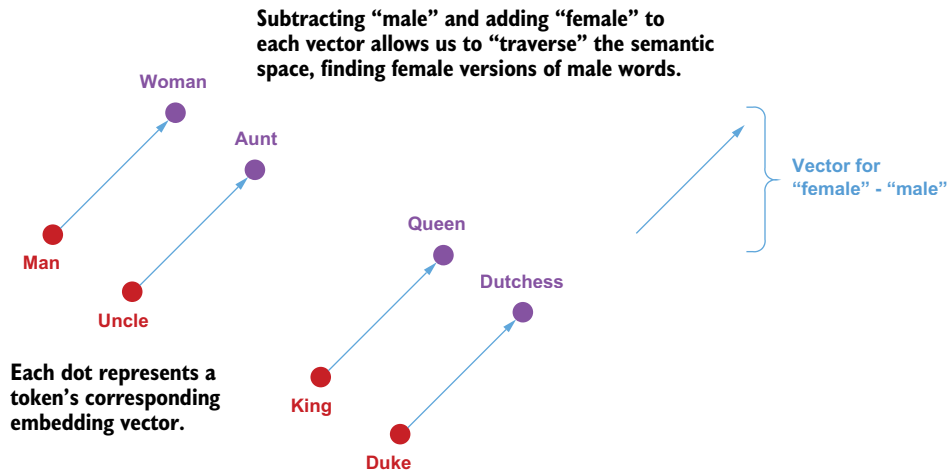 Subtracting “male” and adding “female” to
each vector allows us to “traverse” the semantic
space, finding female versions of male words.
Woman
Aunt
Vector for
“female” - “male”
Man
Uncle
Queen
Dutchess
Each dot represents a
token’s corresponding
embedding vector.
King
Duke